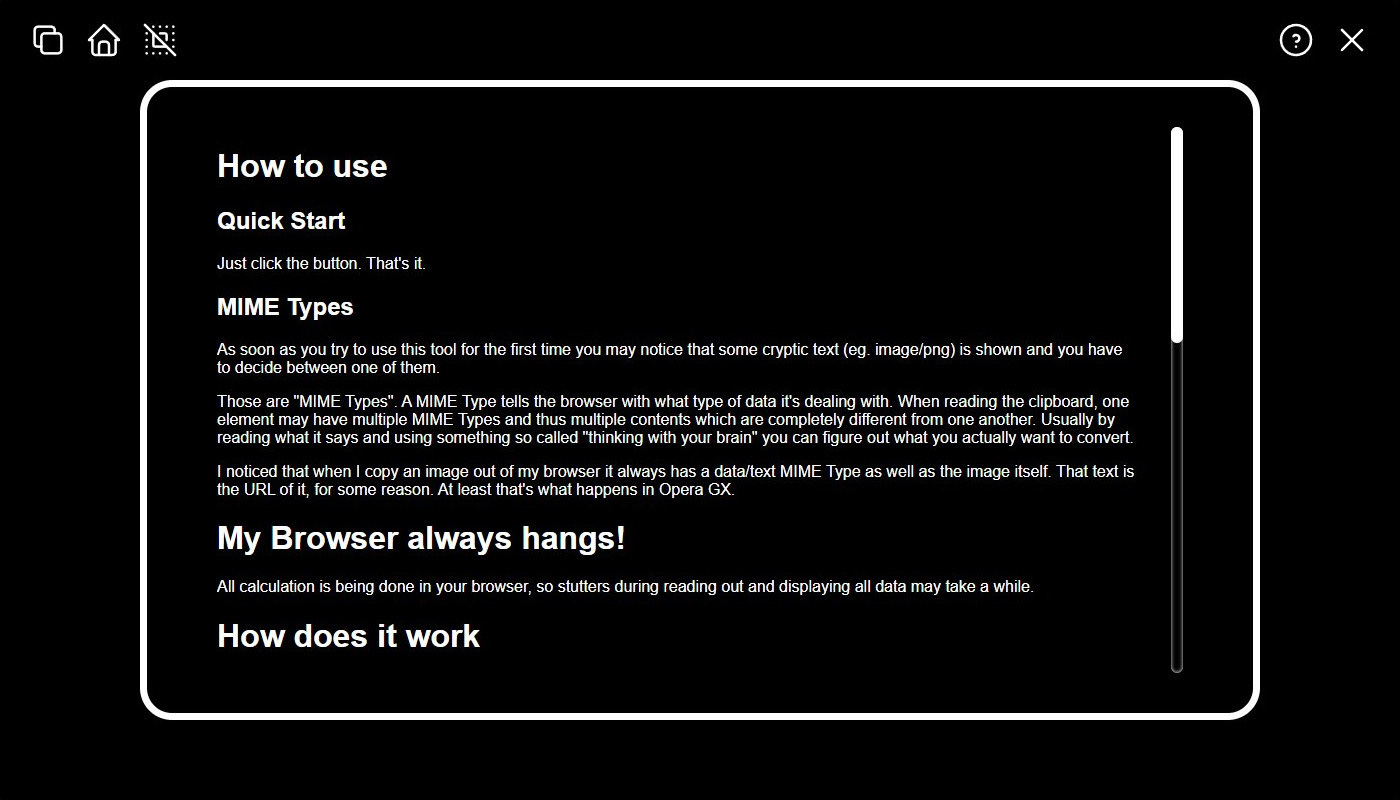 How to use
Quick Start
Just click the button. That's it.
MIME Types
As soon as you try to use this tool for the first time you may notice that some cryptic text (eg. image/png) is shown and you have
to decide between one of them.
Those are "MIME Types". A MIME Type tells the browser with what type of data it's dealing with. When reading the clipboard, one
element may have multiple MIME Types and thus multiple contents which are completely different from one another. Usually by
reading what it says and using something so called "thinking with your brain" you can figure out what you actually want to convert.
I noticed that when I copy an image out of my browser it always has a data/text MIME Type as well as the image itself. That text is
the URL of it, for some reason. At least that's what happens in Opera GX.
My Browser always hangs!
All calculation is being done in your browser, so stutters during reading out and displaying all data may take a while.
How does it work